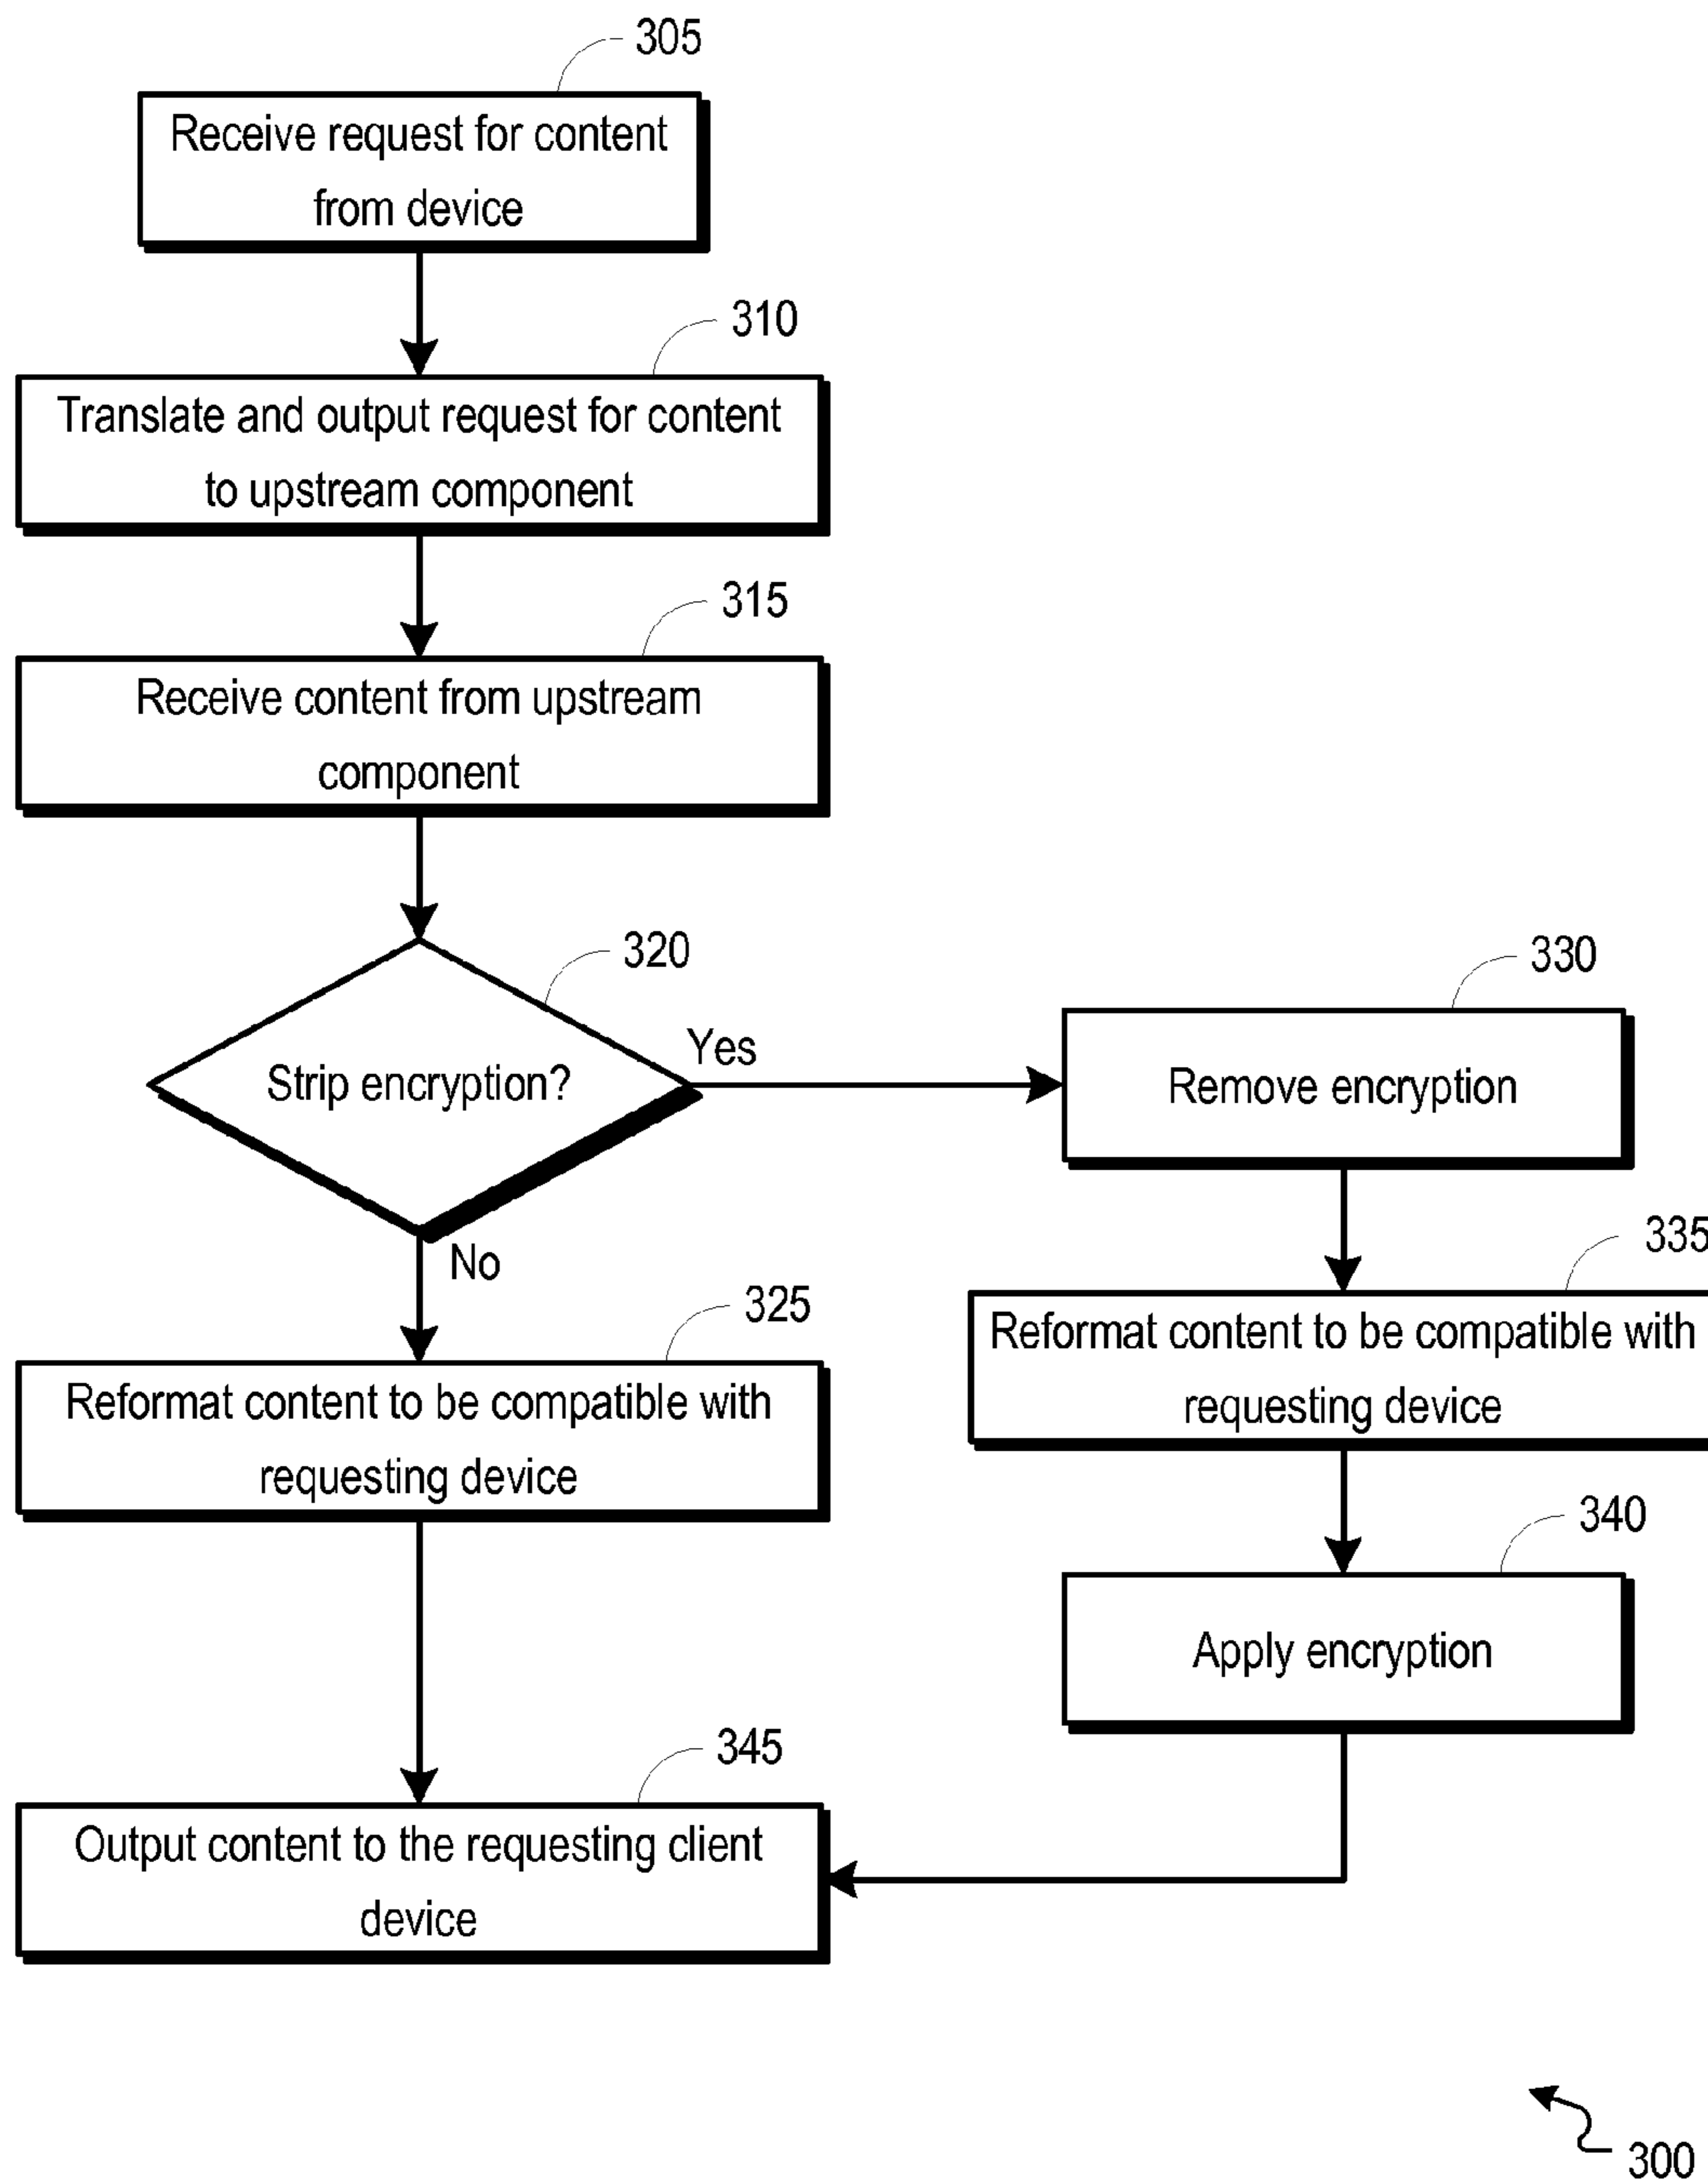 305
Receive request for content
from device
310
Translate and output request for content
to upstream component
315
Receive content from upstream
component
320
Strip encryption?
Yes
No
330
Remove encryption
335
Reformat content to be compatible with
requesting device
325
Reformat content to be compatible with
requesting device
340
Apply encryption
345
Output content to the requesting client
device
300